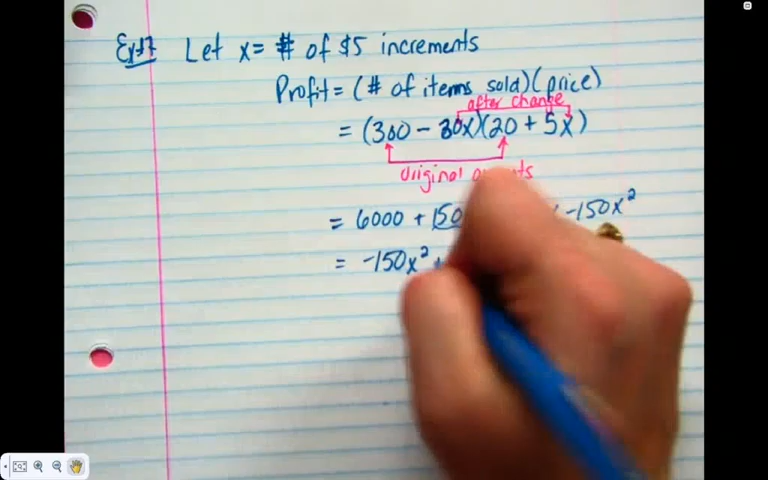 Ex#7 Let x = # of $5 increments
Profit = (# of items sold)(price)
after change
= (300 - 30x)(20 + 5x)
original
= 6000 + 150 -150x²
= -150x² +